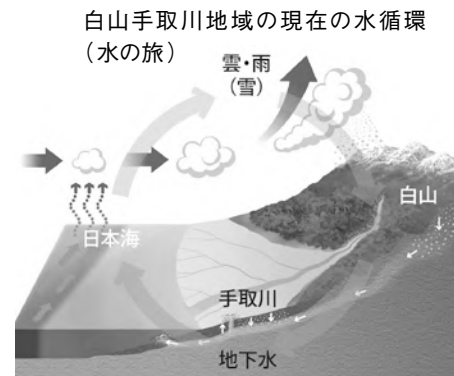 白山手取川地域の現在の水循環
（水の旅）
雲・雨
（雪）
白山
日本海
手取川
地下水